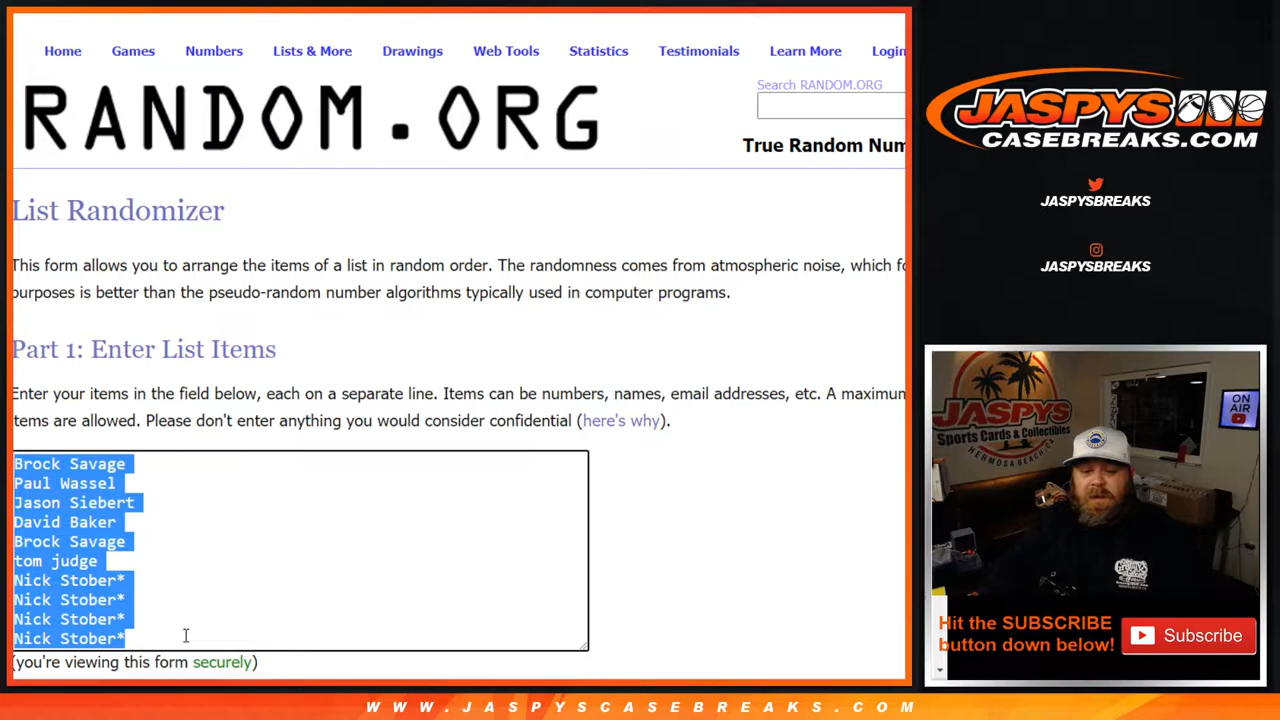 Home Games Numbers Lists & More Drawings Web Tools Statistics Testimonials Learn More Login
Search RANDOM.ORG
RANDOM.ORG
True Random Num
List Randomizer
This form allows you to arrange the items of a list in random order. The randomness comes from atmospheric noise, which fo
purposes is better than the pseudo-random number algorithms typically used in computer programs.
Part 1: Enter List Items
Enter your items in the field below, each on a separate line. Items can be numbers, names, email addresses, etc. A maximum
items are allowed. Please don't enter anything you would consider confidential (here's why).
Brock Savage
Paul Wassel
Jason Siebert
David Baker
Brock Savage
tom judge
Nick Stober*
Nick Stober*
Nick Stober*
Nick Stober*
(you're viewing this form securely)
JASPYS
CASEBREAKS.COM
JASPYSBREAKS
JASPYSBREAKS
JASPYS
Sports Cards & Collectibles
HERMOSA BEACH, CA
ON
AIR
Hit the SUBSCRIBE
button down below!
Subscribe
WWW.JASPYSCASEBREAKS.COM